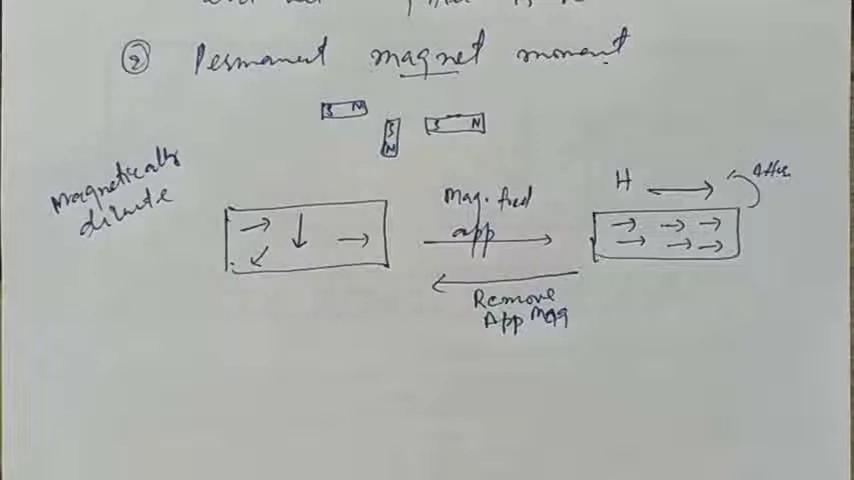 ② Permanent magnet moment
S N
S N
S N
Magnetically
dilute
Mag. field
app
H
Remove
App Mag